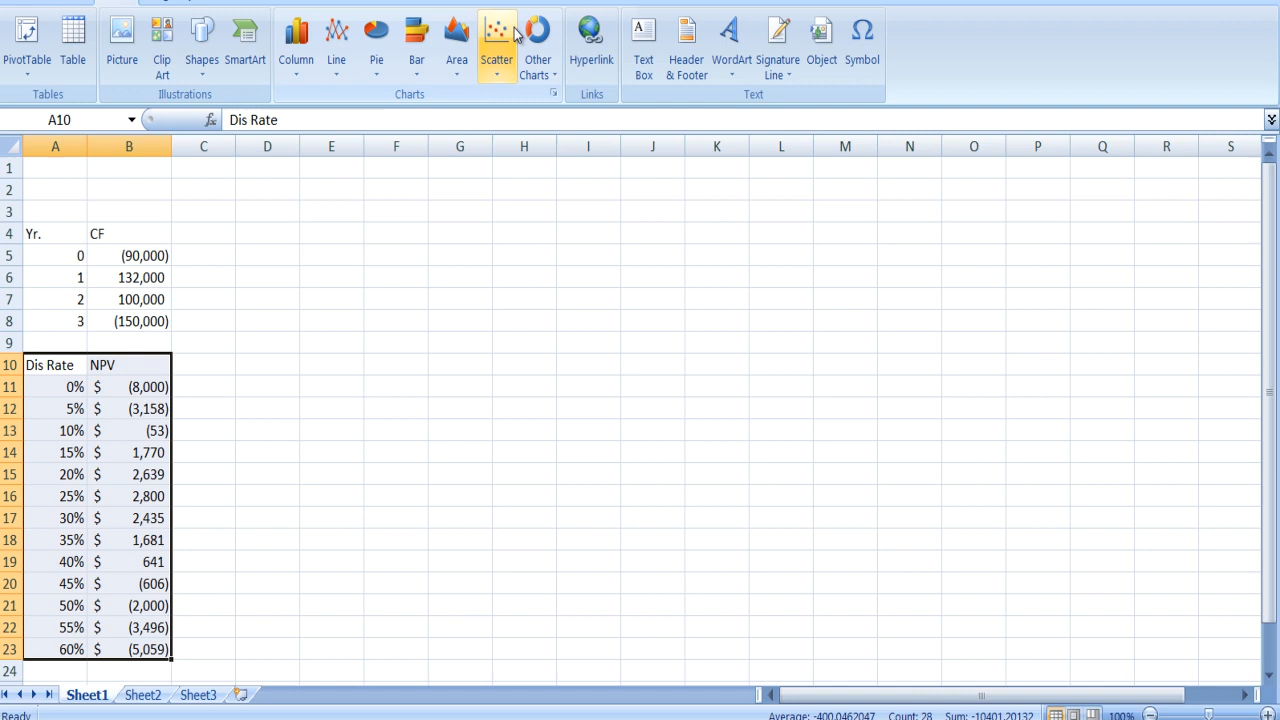 PivotTable Table Picture Clip Art Shapes SmartArt Column Line Pie Bar Area Scatter Other Charts Hyperlink Text Box Header & Footer WordArt Signature Line Object Symbol
Tables Illustrations Charts Links Text
A10 fx Dis Rate
A B C D E F G H I J K L M N O P Q R S
1
2
3
4 Yr. CF
5 0 (90,000)
6 1 132,000
7 2 100,000
8 3 (150,000)
9
10 Dis Rate NPV
11 0% $ (8,000)
12 5% $ (3,158)
13 10% $ (53)
14 15% $ 1,770
15 20% $ 2,639
16 25% $ 2,800
17 30% $ 2,435
18 35% $ 1,681
19 40% $ 641
20 45% $ (606)
21 50% $ (2,000)
22 55% $ (3,496)
23 60% $ (5,059)
24
Sheet1 Sheet2 Sheet3
Ready Average: -400.0462047 Count: 28 Sum: -10401.20132 100%